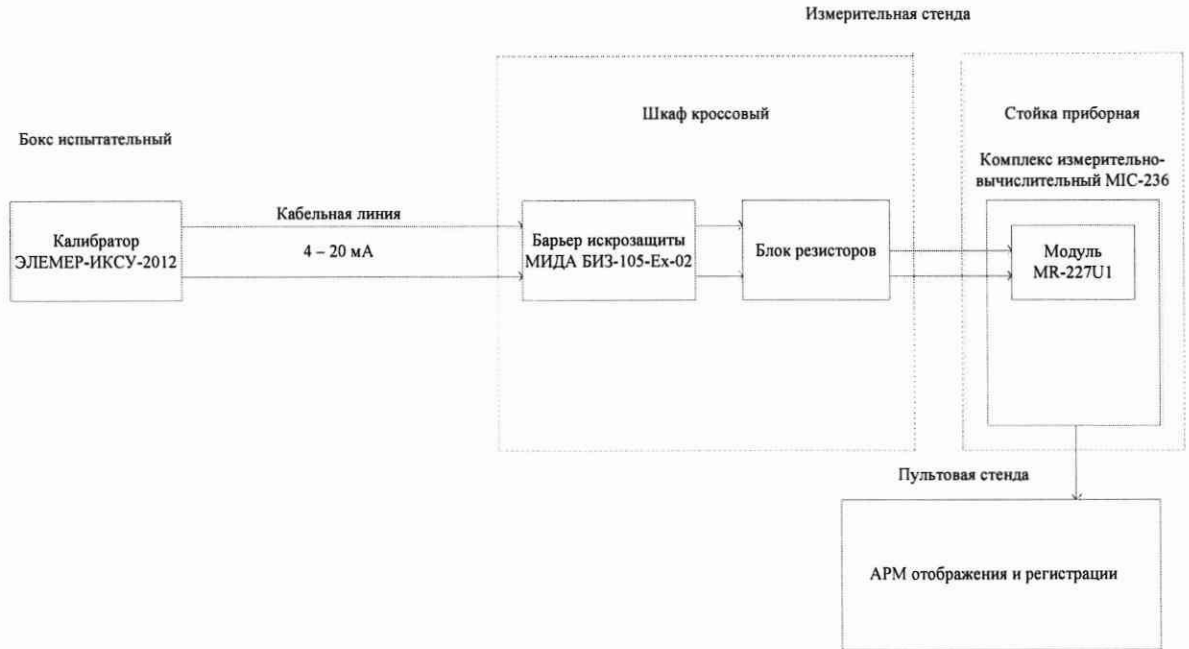 Измерительная стенда
Шкаф кроссовый
Стойка приборная
Бокс испытательный
Комплекс измерительно-
вычислительный MIC-236
Калибратор
ЭЛЕМЕР-ИКСУ-2012
Кабельная линия
4 – 20 мА
Барьер искрозащиты
МИДА БИЗ-105-Ех-02
Блок резисторов
Модуль
MR-227U1
Пультовая стенда
АРМ отображения и регистрации